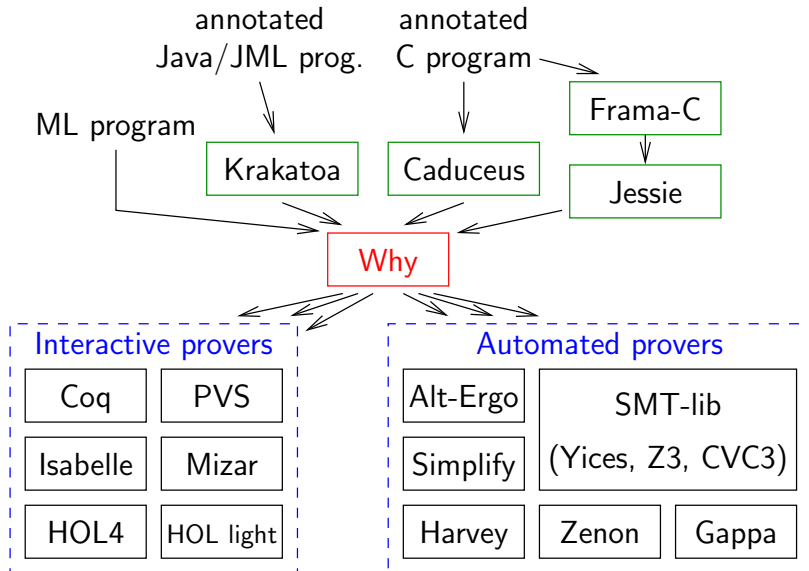 annotated
Java/JML prog.
annotated
C program
ML program
Frama-C
Krakatoa
Caduceus
Jessie
Why
Interactive provers
Coq
PVS
Isabelle
Mizar
HOL4
HOL light
Automated provers
Alt-Ergo
SMT-lib
(Yices, Z3, CVC3)
Simplify
Harvey
Zenon
Gappa